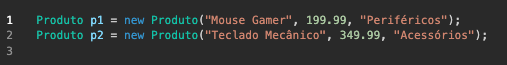 1 Produto p1 = new Produto("Mouse Gamer", 199.99, "Periféricos");
2 Produto p2 = new Produto("Teclado Mecânico", 349.99, "Acessórios");
3